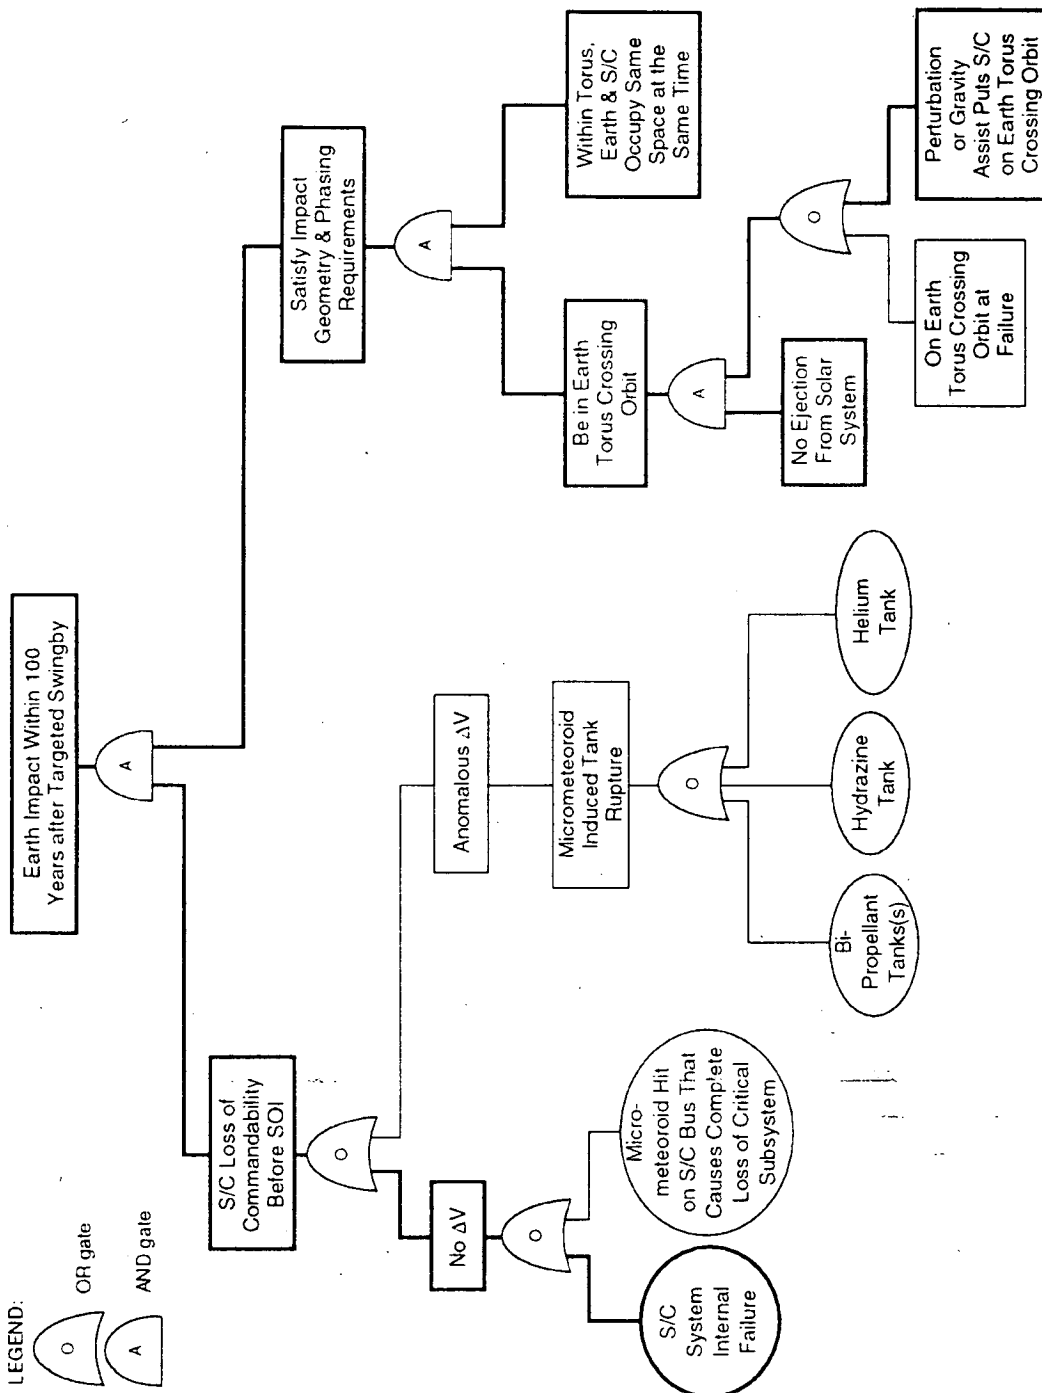 LEGEND:
O
OR gate
A
AND gate
Earth Impact Within 100
Years after Targeted Swingby
A
S/C Loss of
Commandability
Before SOI
O
No ΔV
O
S/C
System
Internal
Failure
Micro-
meteoroid Hit
on S/C Bus That
Causes Complete
Loss of Critical
Subsystem
Anomalous ΔV
Micrometeoroid
Induced Tank
Rupture
O
Bi-
Propellant
Tanks(s)
Hydrazine
Tank
Helium
Tank
Satisfy Impact
Geometry & Phasing
Requirements
A
Be in Earth
Torus Crossing
Orbit
A
Within Torus,
Earth & S/C
Occupy Same
Space at the
Same Time
No Ejection
From Solar
System
O
On Earth
Torus Crossing
Orbit at
Failure
Perturbation
or Gravity
Assist Puts S/C
on Earth Torus
Crossing Orbit